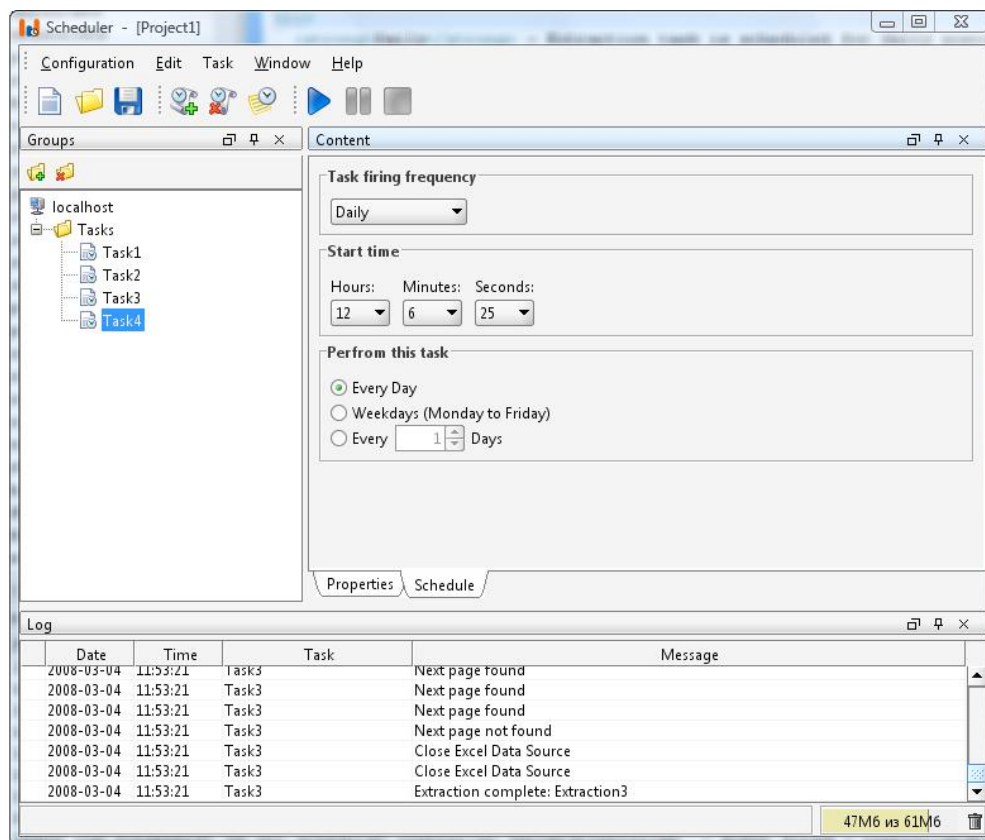 Scheduler - [Project1]
Configuration Edit Task Window Help
Groups
Content
localhost
Tasks
Task1
Task2
Task3
Task4
Task firing frequency
Daily
Start time
Hours: Minutes: Seconds:
12 6 25
Perfrom this task
Every Day
Weekdays (Monday to Friday)
Every 1 Days
Properties Schedule
Log
Date Time Task Message
2008-03-04 11:53:21 Task3 Next page found
2008-03-04 11:53:21 Task3 Next page found
2008-03-04 11:53:21 Task3 Next page found
2008-03-04 11:53:21 Task3 Next page not found
2008-03-04 11:53:21 Task3 Close Excel Data Source
2008-03-04 11:53:21 Task3 Close Excel Data Source
2008-03-04 11:53:21 Task3 Extraction complete: Extraction3
47M6 из 61M6